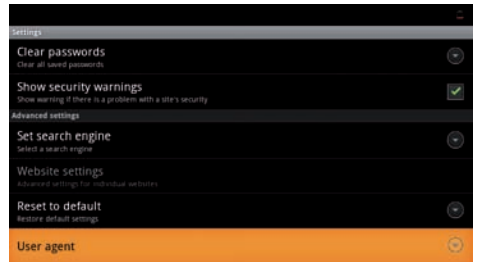 Settings
Clear passwords
Clear all saved passwords
Show security warnings
Show warning if there is a problem with a site's security
Advanced settings
Set search engine
Select a search engine
Website settings
Advanced settings for individual websites
Reset to default
Restore default settings
User agent